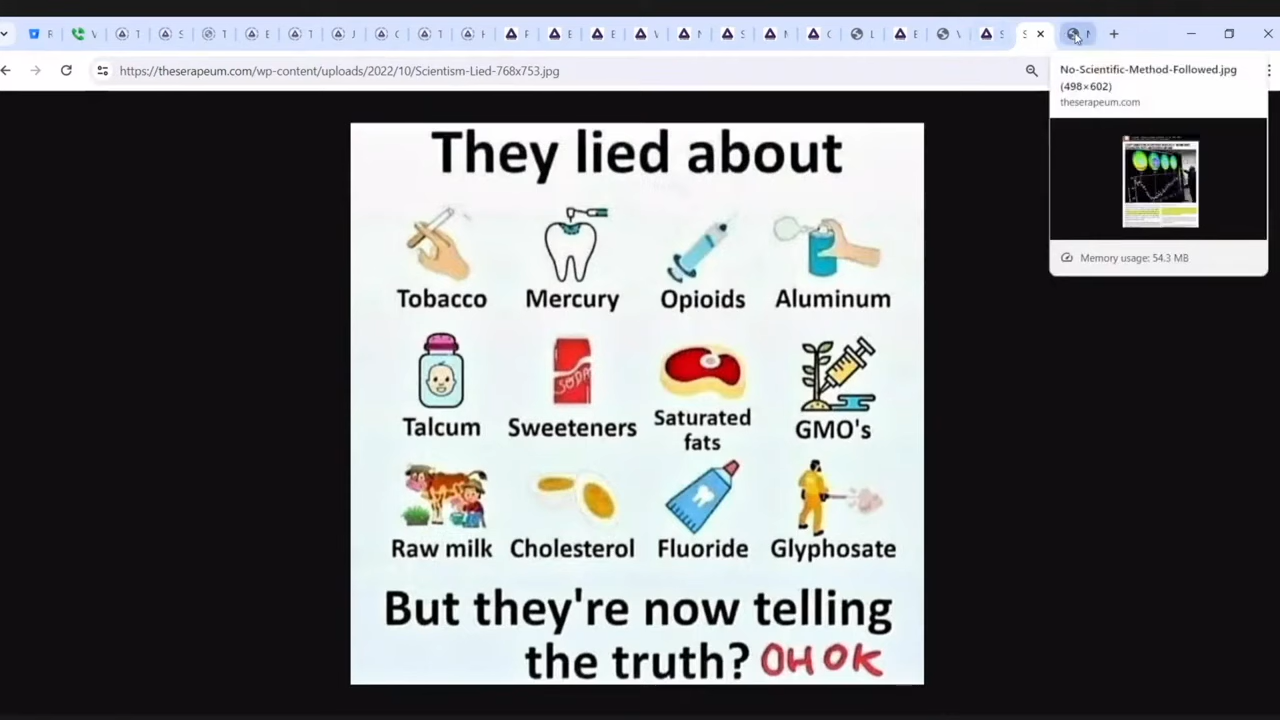 R
V
T
S
T
E
T
J
C
T
H
F
E
E
V
N
S
N
C
L
E
V
S
S
https://theserapeum.com/wp-content/uploads/2022/10/Scientism-Lied-768x753.jpg
No-Scientific-Method-Followed.jpg
(498×602)
theserapeum.com
Memory usage: 54.3 MB
They lied about
Tobacco Mercury Opioids Aluminum
SODA
Talcum Sweeteners Saturated fats GMO's
Raw milk Cholesterol Fluoride Glyphosate
But they're now telling
the truth? OH OK